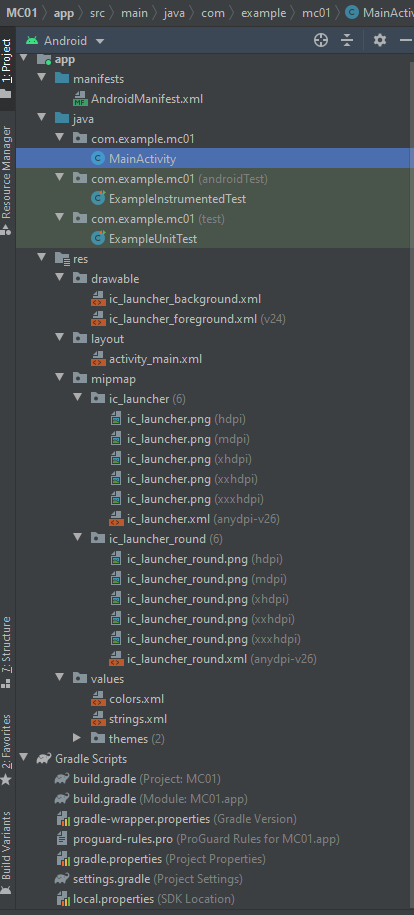 MC01 app src main java com example mc01 MainActiv
Android
app
manifests
AndroidManifest.xml
java
com.example.mc01
MainActivity
com.example.mc01 (androidTest)
ExampleInstrumentedTest
com.example.mc01 (test)
ExampleUnitTest
res
drawable
ic_launcher_background.xml
ic_launcher_foreground.xml (v24)
layout
activity_main.xml
mipmap
ic_launcher (6)
ic_launcher.png (hdpi)
ic_launcher.png (mdpi)
ic_launcher.png (xhdpi)
ic_launcher.png (xxhdpi)
ic_launcher.png (xxxhdpi)
ic_launcher.xml (anydpi-v26)
ic_launcher_round (6)
ic_launcher_round.png (hdpi)
ic_launcher_round.png (mdpi)
ic_launcher_round.png (xhdpi)
ic_launcher_round.png (xxhdpi)
ic_launcher_round.png (xxxhdpi)
ic_launcher_round.xml (anydpi-v26)
values
colors.xml
strings.xml
themes (2)
Gradle Scripts
build.gradle (Project: MC01)
build.gradle (Module: MC01.app)
gradle-wrapper.properties (Gradle Version)
proguard-rules.pro (ProGuard Rules for MC01.app)
gradle.properties (Project Properties)
settings.gradle (Project Settings)
local.properties (SDK Location)
1: Project
Resource Manager
7: Structure
2: Favorites
Build Variants